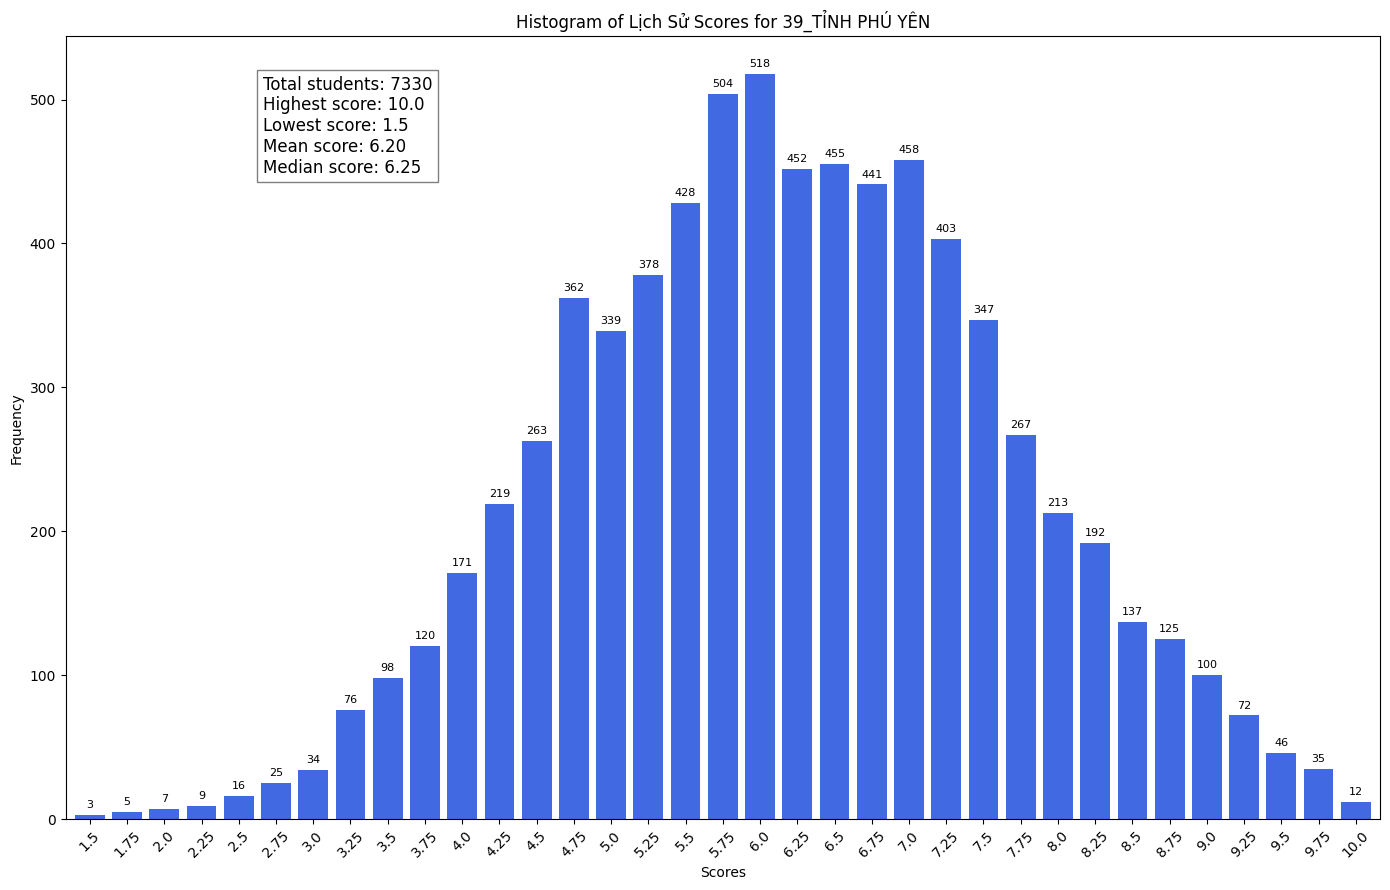 Histogram of Lịch Sử Scores for 39_TỈNH PHÚ YÊN
Total students: 7330
Highest score: 10.0
Lowest score: 1.5
Mean score: 6.20
Median score: 6.25
Frequency
500
400
300
200
100
0
3 5 7 9 16 25 34 76 98 120 171 219 263 362 339 378 428 504 518 452 455 441 458 403 347 267 213 192 137 125 100 72 46 35 12
1.5 1.75 2.0 2.25 2.5 2.75 3.0 3.25 3.5 3.75 4.0 4.25 4.5 4.75 5.0 5.25 5.5 5.75 6.0 6.25 6.5 6.75 7.0 7.25 7.5 7.75 8.0 8.25 8.5 8.75 9.0 9.25 9.5 9.75 10.0
Scores